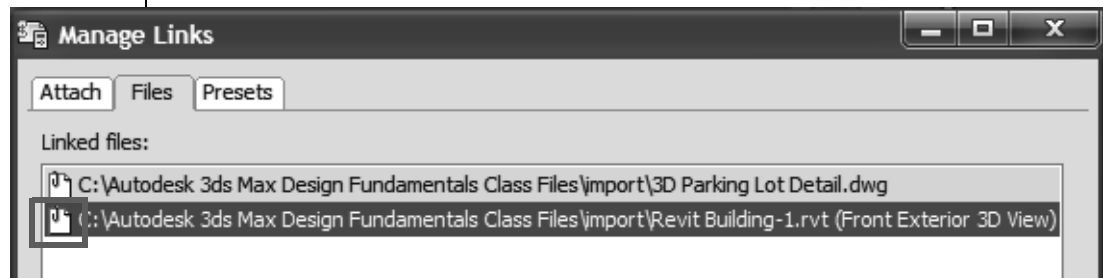 Manage Links
Attach Files Presets
Linked files:
C:\Autodesk 3ds Max Design Fundamentals Class Files\import\3D Parking Lot Detail.dwg
C:\Autodesk 3ds Max Design Fundamentals Class Files\import\Revit Building-1.rvt (Front Exterior 3D View)